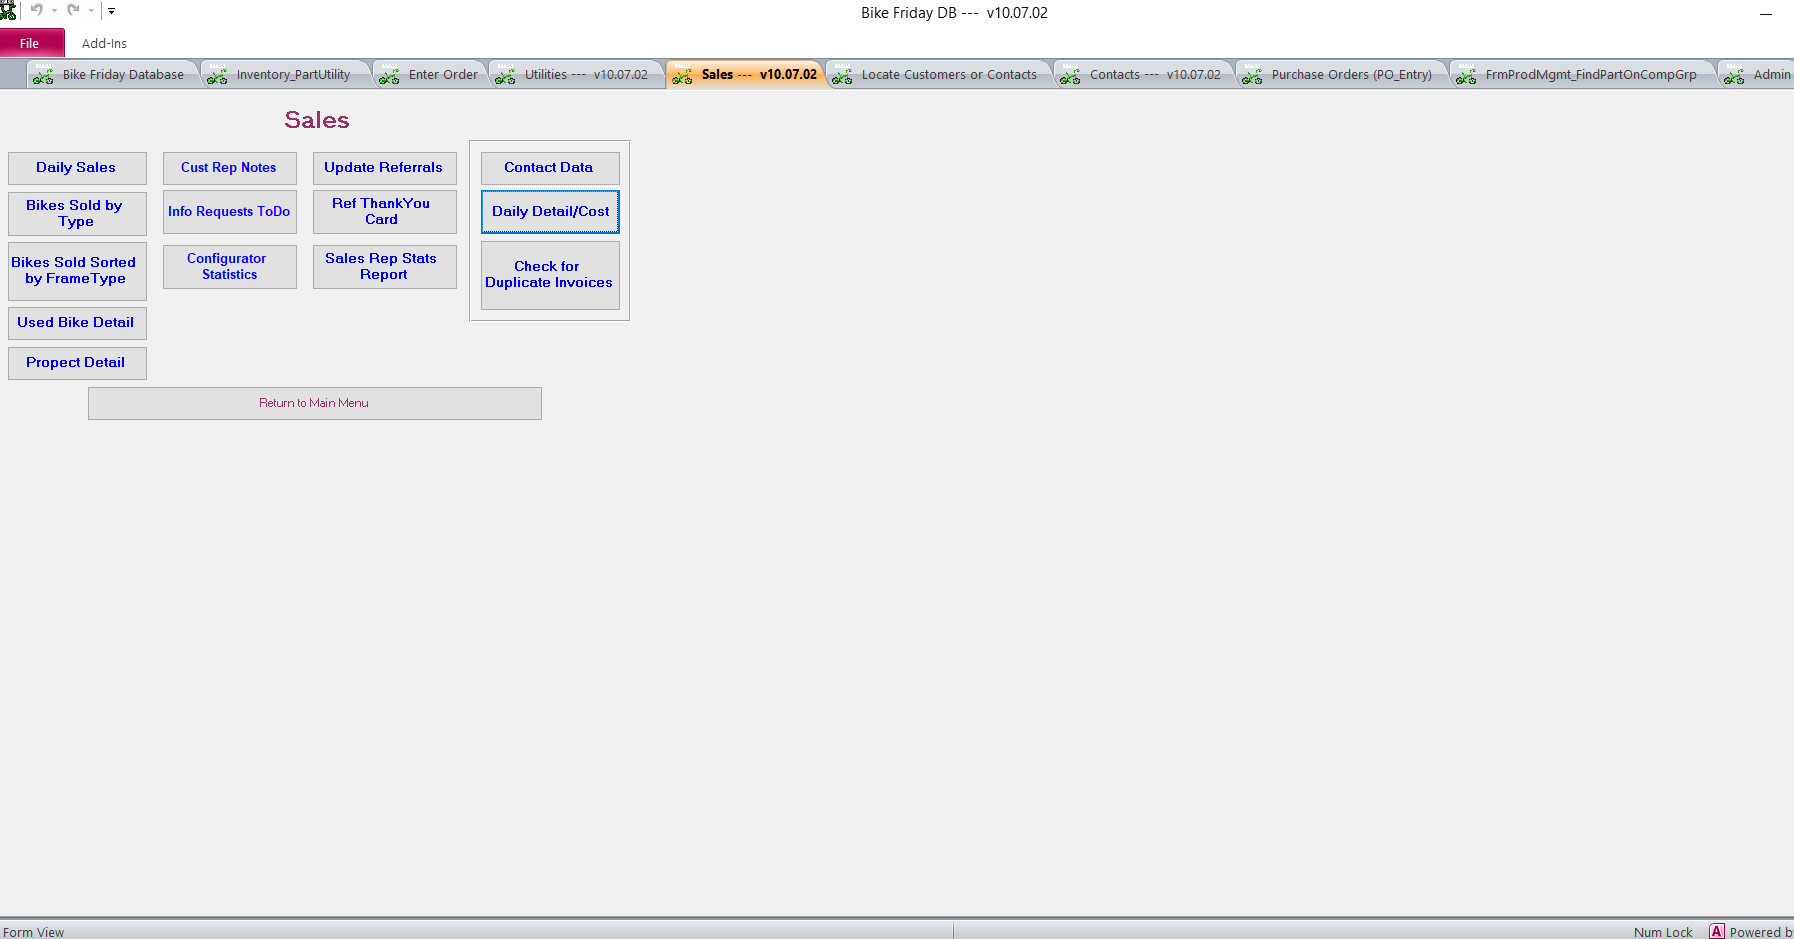 Bike Friday DB --- v10.07.02
File
Add-Ins
Bike Friday Database
Inventory_PartUtility
Enter Order
Utilities --- v10.07.02
Sales --- v10.07.02
Locate Customers or Contacts
Contacts --- v10.07.02
Purchase Orders (PO_Entry)
FrmProdMgmt_FindPartOnCompGrp
Admin
Sales
Daily Sales
Cust Rep Notes
Update Referrals
Contact Data
Bikes Sold by
Type
Info Requests ToDo
Ref ThankYou
Card
Daily Detail/Cost
Bikes Sold Sorted
by FrameType
Configurator
Statistics
Sales Rep Stats
Report
Check for
Duplicate Invoices
Used Bike Detail
Propect Detail
Return to Main Menu
Form View
Num Lock
Powered b